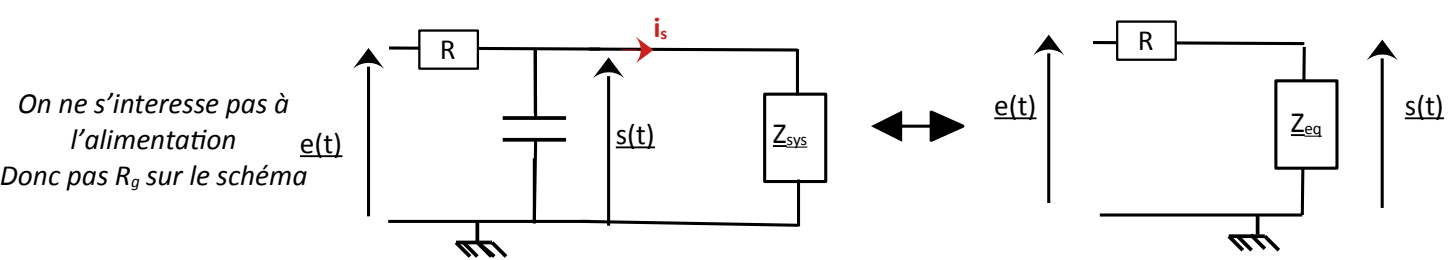 On ne s'interesse pas à
l'alimentation
Donc pas Rg sur le schéma
e(t)
R
is
s(t)
Zsys
e(t)
R
Zeq
s(t)